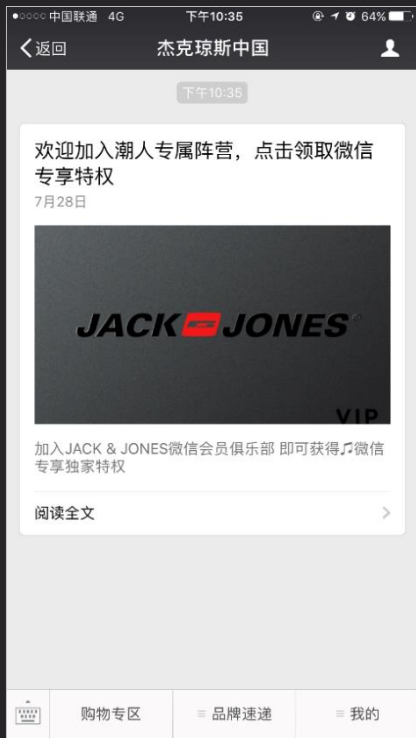 中国联通 4G 下午10:35 64%
返回 杰克琼斯中国
下午10:35
欢迎加入潮人专属阵营，点击领取微信
专享特权
7月28日
JACK JONES®
VIP
加入JACK & JONES微信会员俱乐部 即可获得♫微信
专享独家特权
阅读全文
购物专区 品牌速递 我的